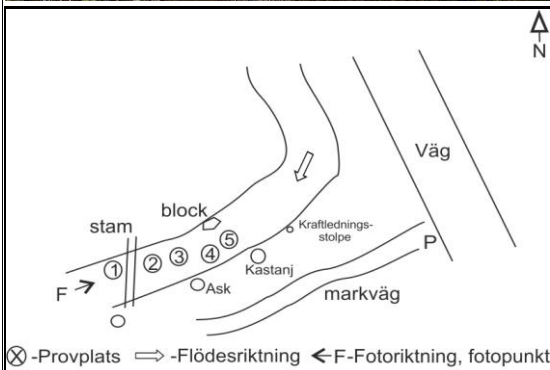 N
Väg
block
stam
Kraftlednings-
stolpe
5
4
3
2
1
P
Kastanj
Ask
F
markväg
X -Provplats -Flödesriktning F-Fotoriktning, fotopunkt